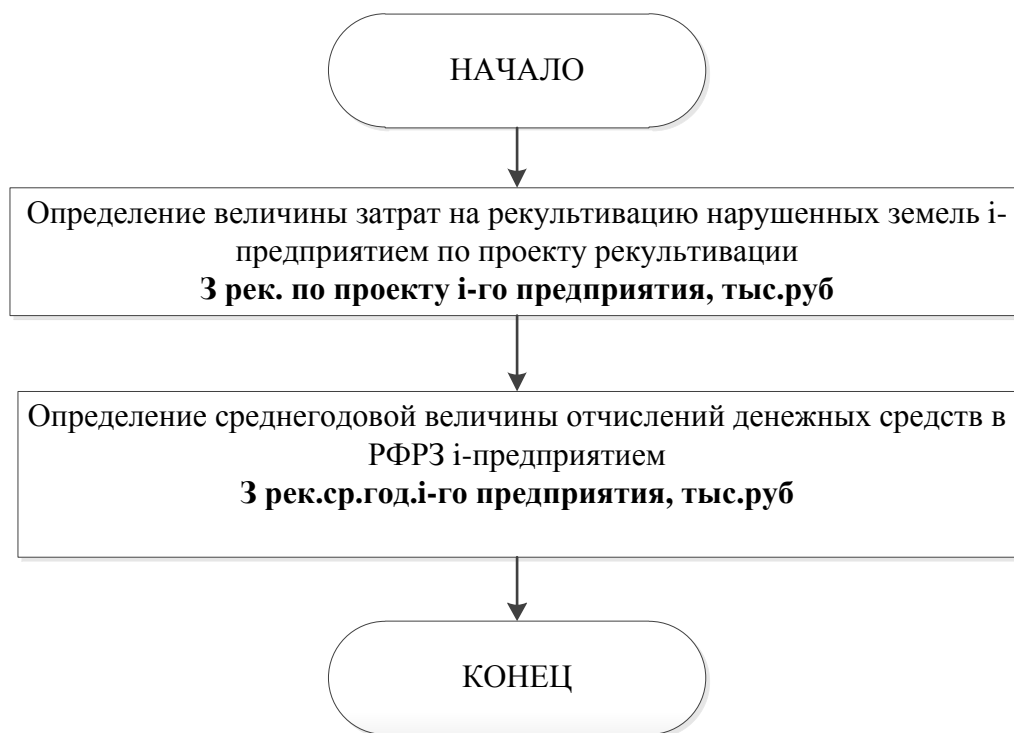 НАЧАЛО
Определение величины затрат на рекультивацию нарушенных земель i-
предприятием по проекту рекультивации
З рек. по проекту i-го предприятия, тыс.руб
Определение среднегодовой величины отчислений денежных средств в
РФРЗ i-предприятием
З рек.ср.год.i-го предприятия, тыс.руб
КОНЕЦ